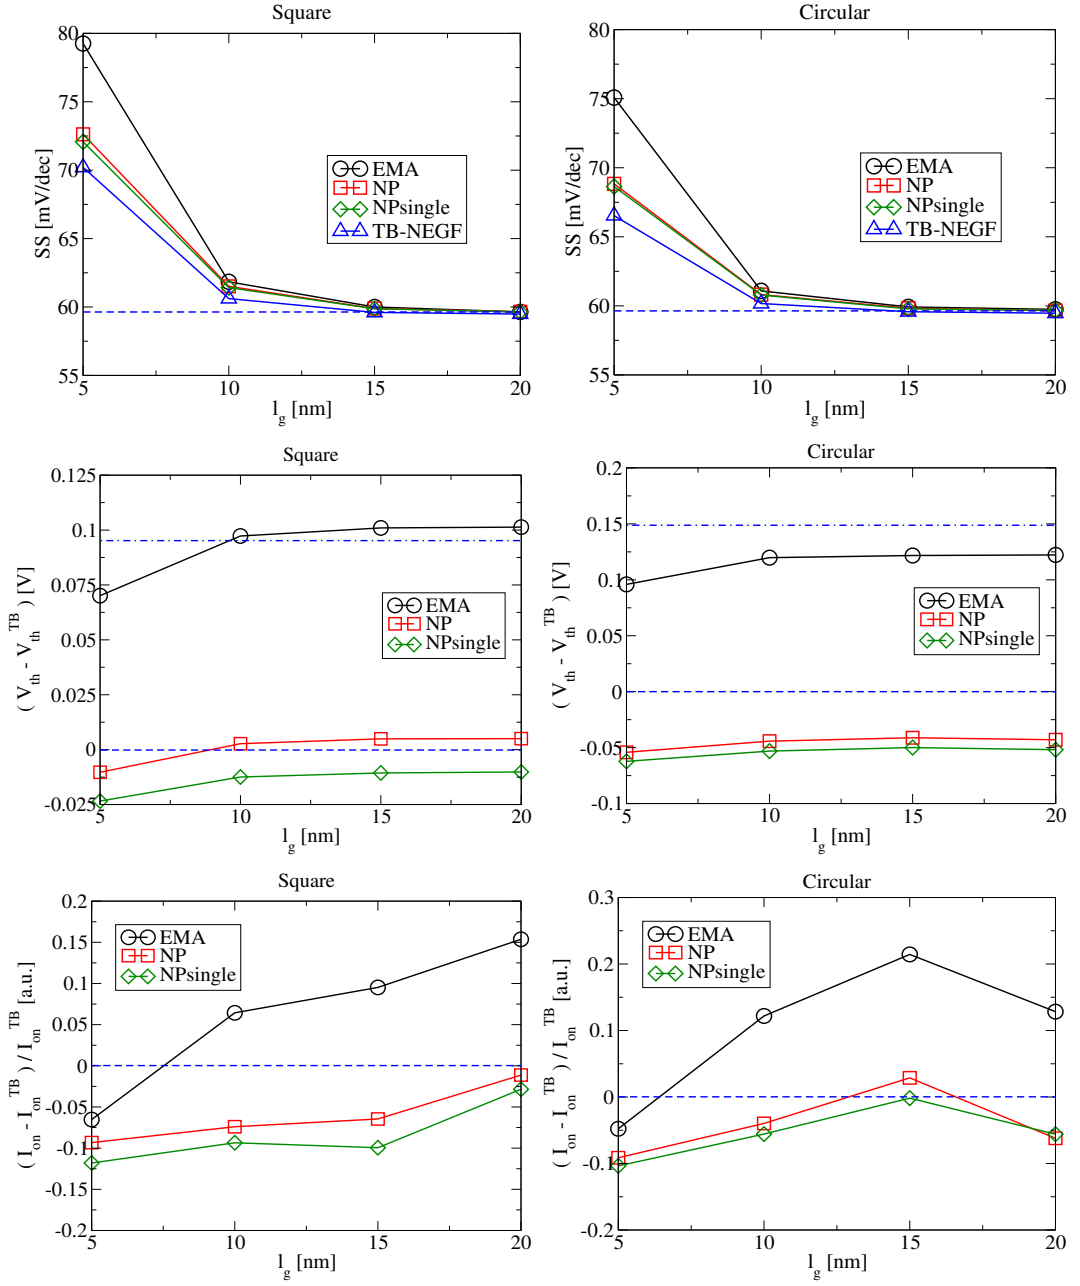 Square
80
75
70
65
60
55
SS [mV/dec]
EMA
NP
NPsingle
TB-NEGF
5 10 15 20
l_g [nm]
Circular
80
75
70
65
60
55
SS [mV/dec]
EMA
NP
NPsingle
TB-NEGF
5 10 15 20
l_g [nm]
Square
0.125
0.1
0.075
0.05
0.025
0
-0.025
( V_th - V_th^TB ) [V]
EMA
NP
NPsingle
5 10 15 20
l_g [nm]
Circular
0.2
0.15
0.1
0.05
0
-0.05
-0.1
( V_th - V_th^TB ) [V]
EMA
NP
NPsingle
5 10 15 20
l_g [nm]
Square
0.2
0.15
0.1
0.05
0
-0.05
-0.1
-0.15
-0.2
( I_on - I_on^TB ) / I_on^TB [a.u.]
EMA
NP
NPsingle
5 10 15 20
l_g [nm]
Circular
0.3
0.2
0.1
0
-0.1
-0.2
( I_on - I_on^TB ) / I_on^TB [a.u.]
EMA
NP
NPsingle
5 10 15 20
l_g [nm]